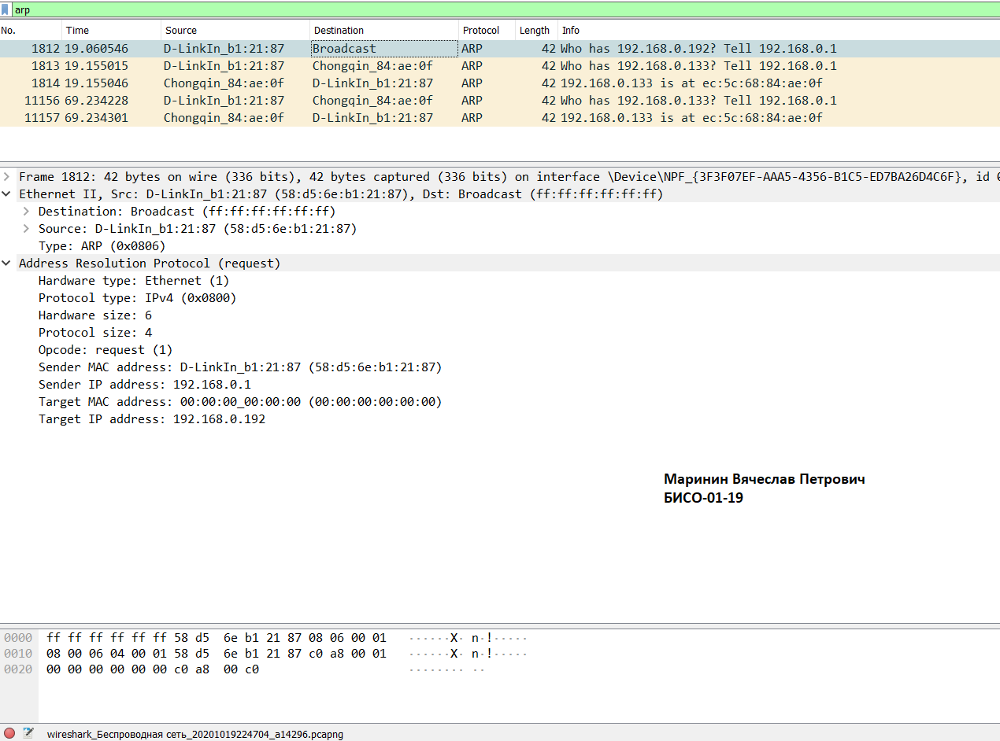 arp
No. Time Source Destination Protocol Length Info
1812 19.060546 D-LinkIn_b1:21:87 Broadcast ARP 42 Who has 192.168.0.192? Tell 192.168.0.1
1813 19.155015 D-LinkIn_b1:21:87 Chongqin_84:ae:0f ARP 42 Who has 192.168.0.133? Tell 192.168.0.1
1814 19.155046 Chongqin_84:ae:0f D-LinkIn_b1:21:87 ARP 42 192.168.0.133 is at ec:5c:68:84:ae:0f
11156 69.234228 D-LinkIn_b1:21:87 Chongqin_84:ae:0f ARP 42 Who has 192.168.0.133? Tell 192.168.0.1
11157 69.234301 Chongqin_84:ae:0f D-LinkIn_b1:21:87 ARP 42 192.168.0.133 is at ec:5c:68:84:ae:0f
Frame 1812: 42 bytes on wire (336 bits), 42 bytes captured (336 bits) on interface \Device\NPF_{3F3F07EF-AAA5-4356-B1C5-ED7BA26D4C6F}, id
Ethernet II, Src: D-LinkIn_b1:21:87 (58:d5:6e:b1:21:87), Dst: Broadcast (ff:ff:ff:ff:ff:ff)
Destination: Broadcast (ff:ff:ff:ff:ff:ff)
Source: D-LinkIn_b1:21:87 (58:d5:6e:b1:21:87)
Type: ARP (0x0806)
Address Resolution Protocol (request)
Hardware type: Ethernet (1)
Protocol type: IPv4 (0x0800)
Hardware size: 6
Protocol size: 4
Opcode: request (1)
Sender MAC address: D-LinkIn_b1:21:87 (58:d5:6e:b1:21:87)
Sender IP address: 192.168.0.1
Target MAC address: 00:00:00_00:00:00 (00:00:00:00:00:00)
Target IP address: 192.168.0.192
Маринин Вячеслав Петрович
БИСО-01-19
0000 ff ff ff ff ff ff 58 d5 6e b1 21 87 08 06 00 01 ······X· n·!·····
0010 08 00 06 04 00 01 58 d5 6e b1 21 87 c0 a8 00 01 ······X· n·!·····
0020 00 00 00 00 00 00 c0 a8 00 c0 ········ ··
wireshark_Беспроводная сеть_20201019224704_a14296.pcapng